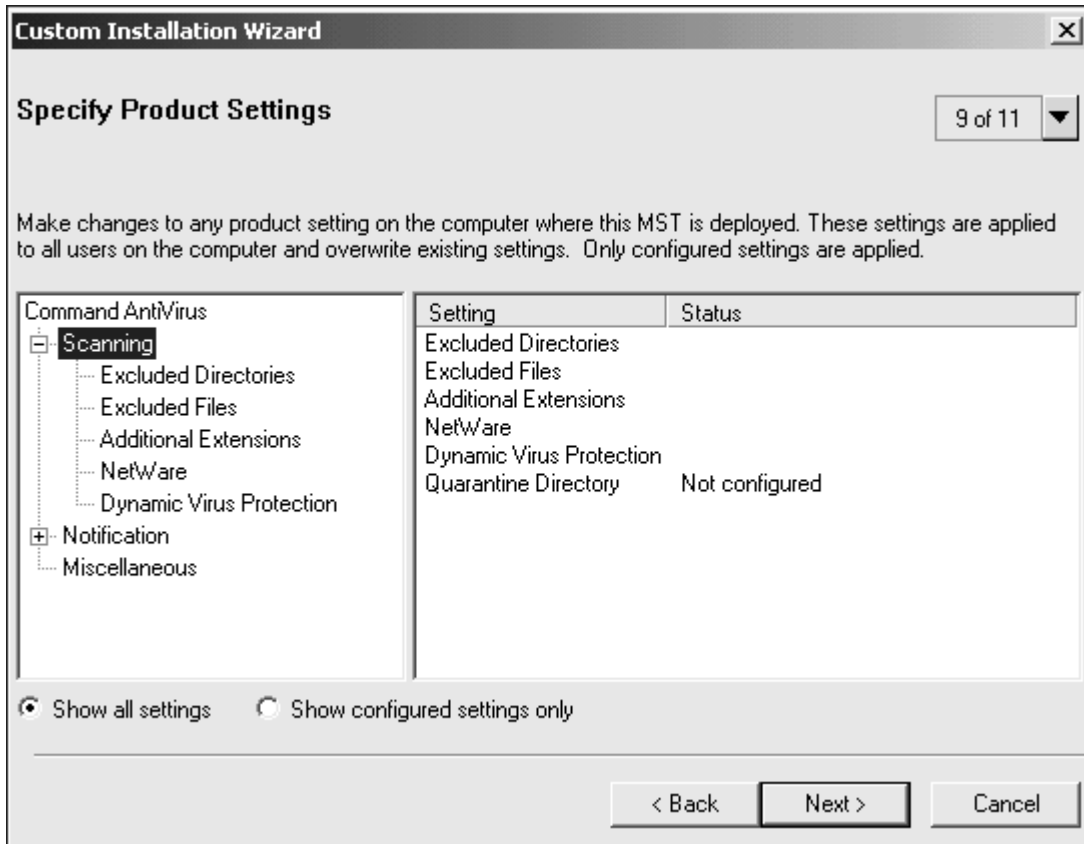 Custom Installation Wizard
Specify Product Settings
9 of 11
Make changes to any product setting on the computer where this MST is deployed. These settings are applied
to all users on the computer and overwrite existing settings.  Only configured settings are applied.
Command AntiVirus
Scanning
Excluded Directories
Excluded Files
Additional Extensions
NetWare
Dynamic Virus Protection
Notification
Miscellaneous
Setting Status
Excluded Directories
Excluded Files
Additional Extensions
NetWare
Dynamic Virus Protection
Quarantine Directory Not configured
Show all settings Show configured settings only
< Back Next > Cancel